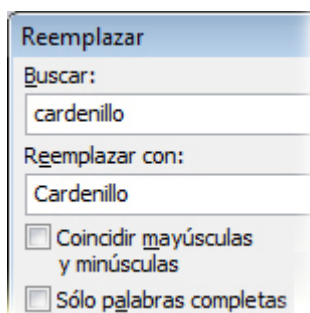 Reemplazar
Buscar:
cardenillo
Reemplazar con:
Cardenillo
Coincidir mayúsculas
y minúsculas
Sólo palabras completas